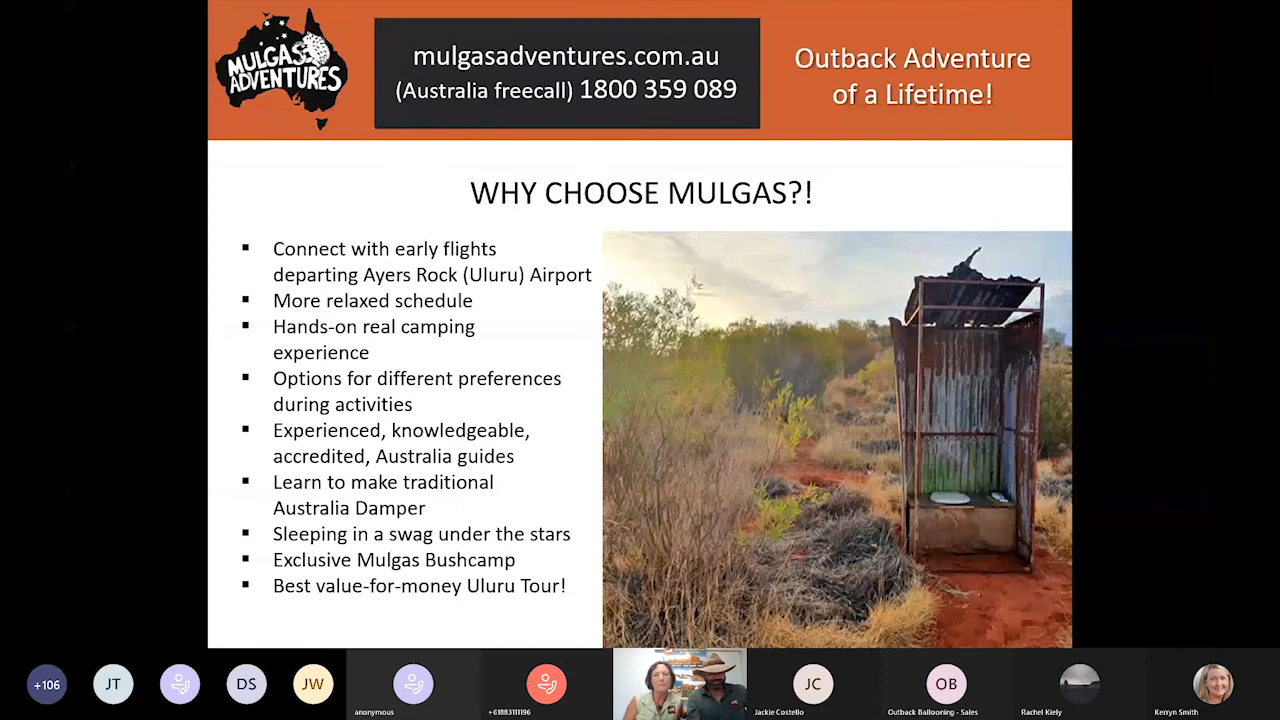 MULGAS
ADVENTURES
mulgasadventures.com.au
(Australia freecall) 1800 359 089
Outback Adventure
of a Lifetime!
WHY CHOOSE MULGAS?!
Connect with early flights
departing Ayers Rock (Uluru) Airport
More relaxed schedule
Hands-on real camping
experience
Options for different preferences
during activities
Experienced, knowledgeable,
accredited, Australia guides
Learn to make traditional
Australia Damper
Sleeping in a swag under the stars
Exclusive Mulgas Bushcamp
Best value-for-money Uluru Tour!
+106
JT
DS
JW
anonymous
+61883111196
JC
Jackie Costello
OB
Outback Ballooning - Sales
Rachel Kiely
Kerryn Smith